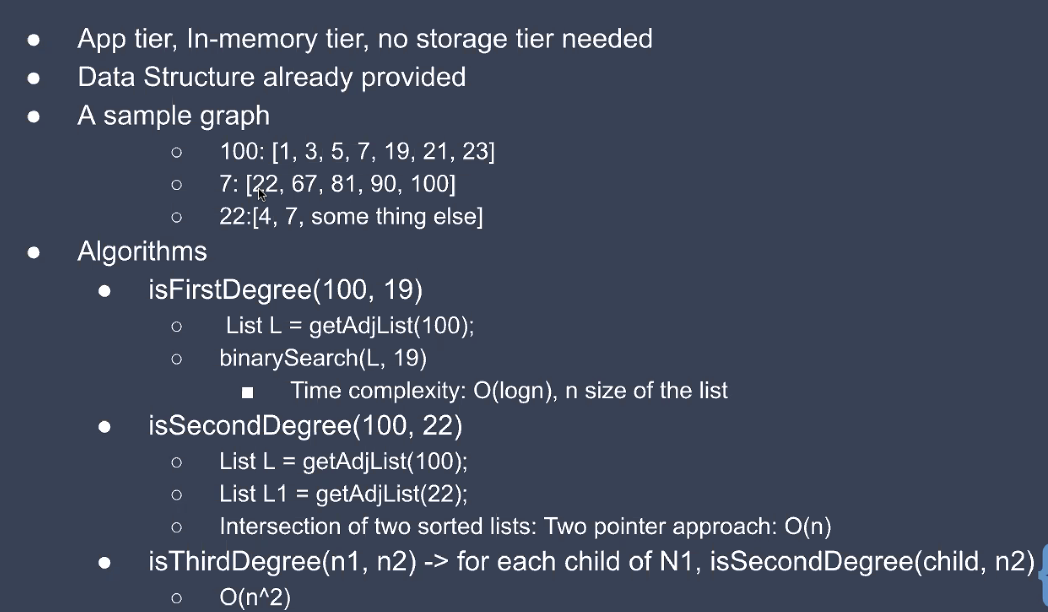 ● App tier, In-memory tier, no storage tier needed
● Data Structure already provided
● A sample graph
○ 100: [1, 3, 5, 7, 19, 21, 23]
○ 7: [22, 67, 81, 90, 100]
○ 22:[4, 7, some thing else]
● Algorithms
● isFirstDegree(100, 19)
○ List L = getAdjList(100);
○ binarySearch(L, 19)
■ Time complexity: O(logn), n size of the list
● isSecondDegree(100, 22)
○ List L = getAdjList(100);
○ List L1 = getAdjList(22);
○ Intersection of two sorted lists: Two pointer approach: O(n)
● isThirdDegree(n1, n2) -> for each child of N1, isSecondDegree(child, n2)
○ O(n^2)